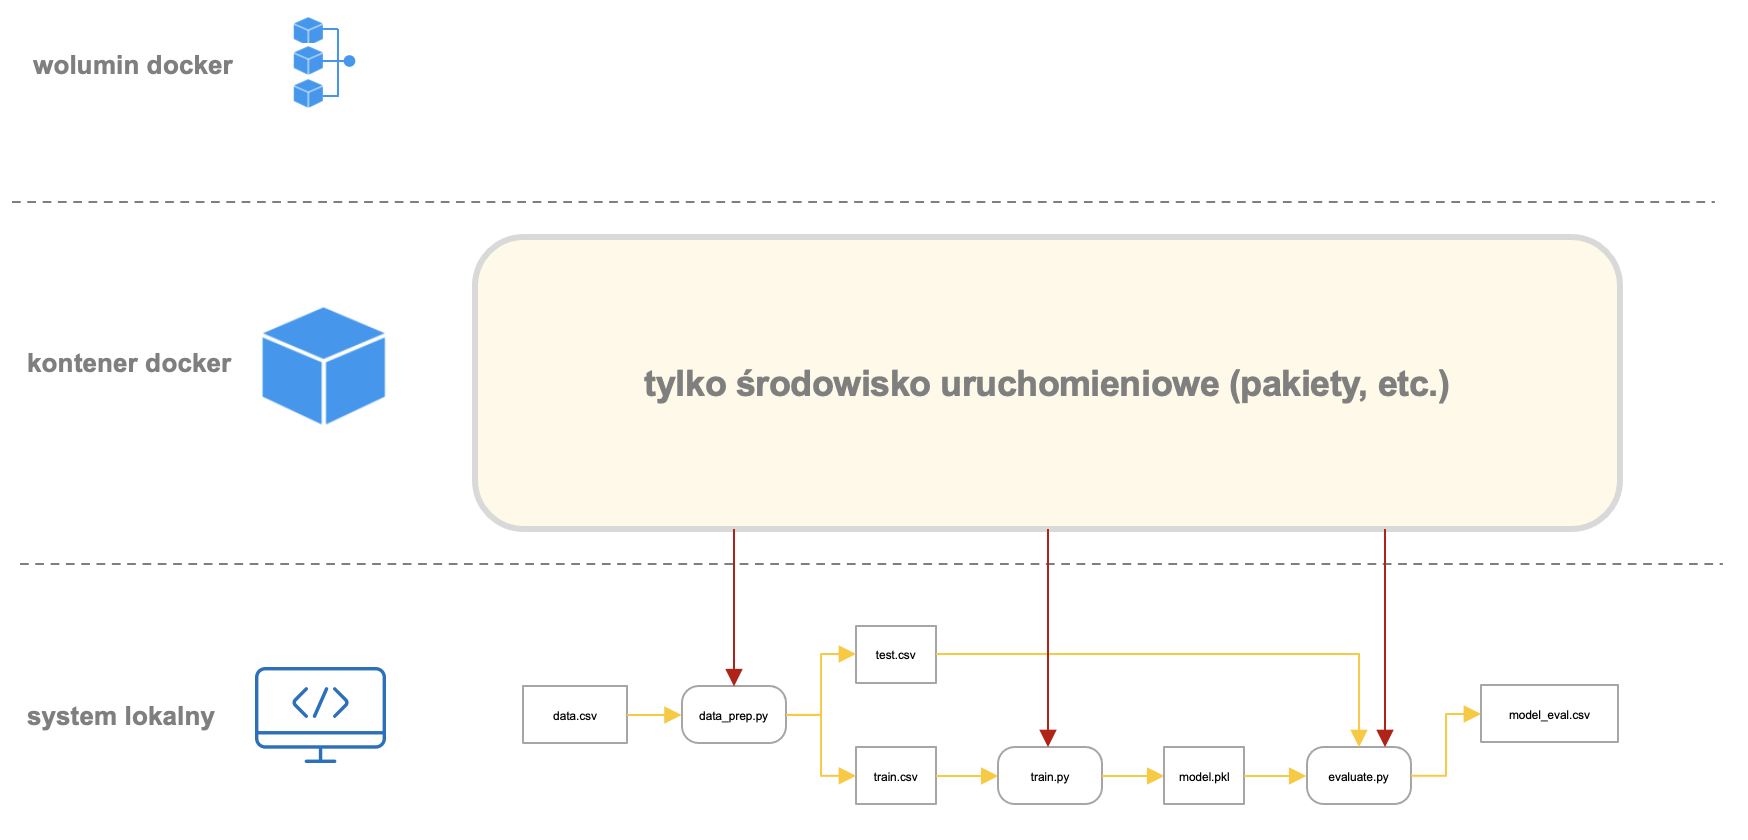 wolumin docker
kontener docker
tylko środowisko uruchomieniowe (pakiety, etc.)
system lokalny
data.csv
data_prep.py
test.csv
train.csv
train.py
model.pkl
evaluate.py
model_eval.csv